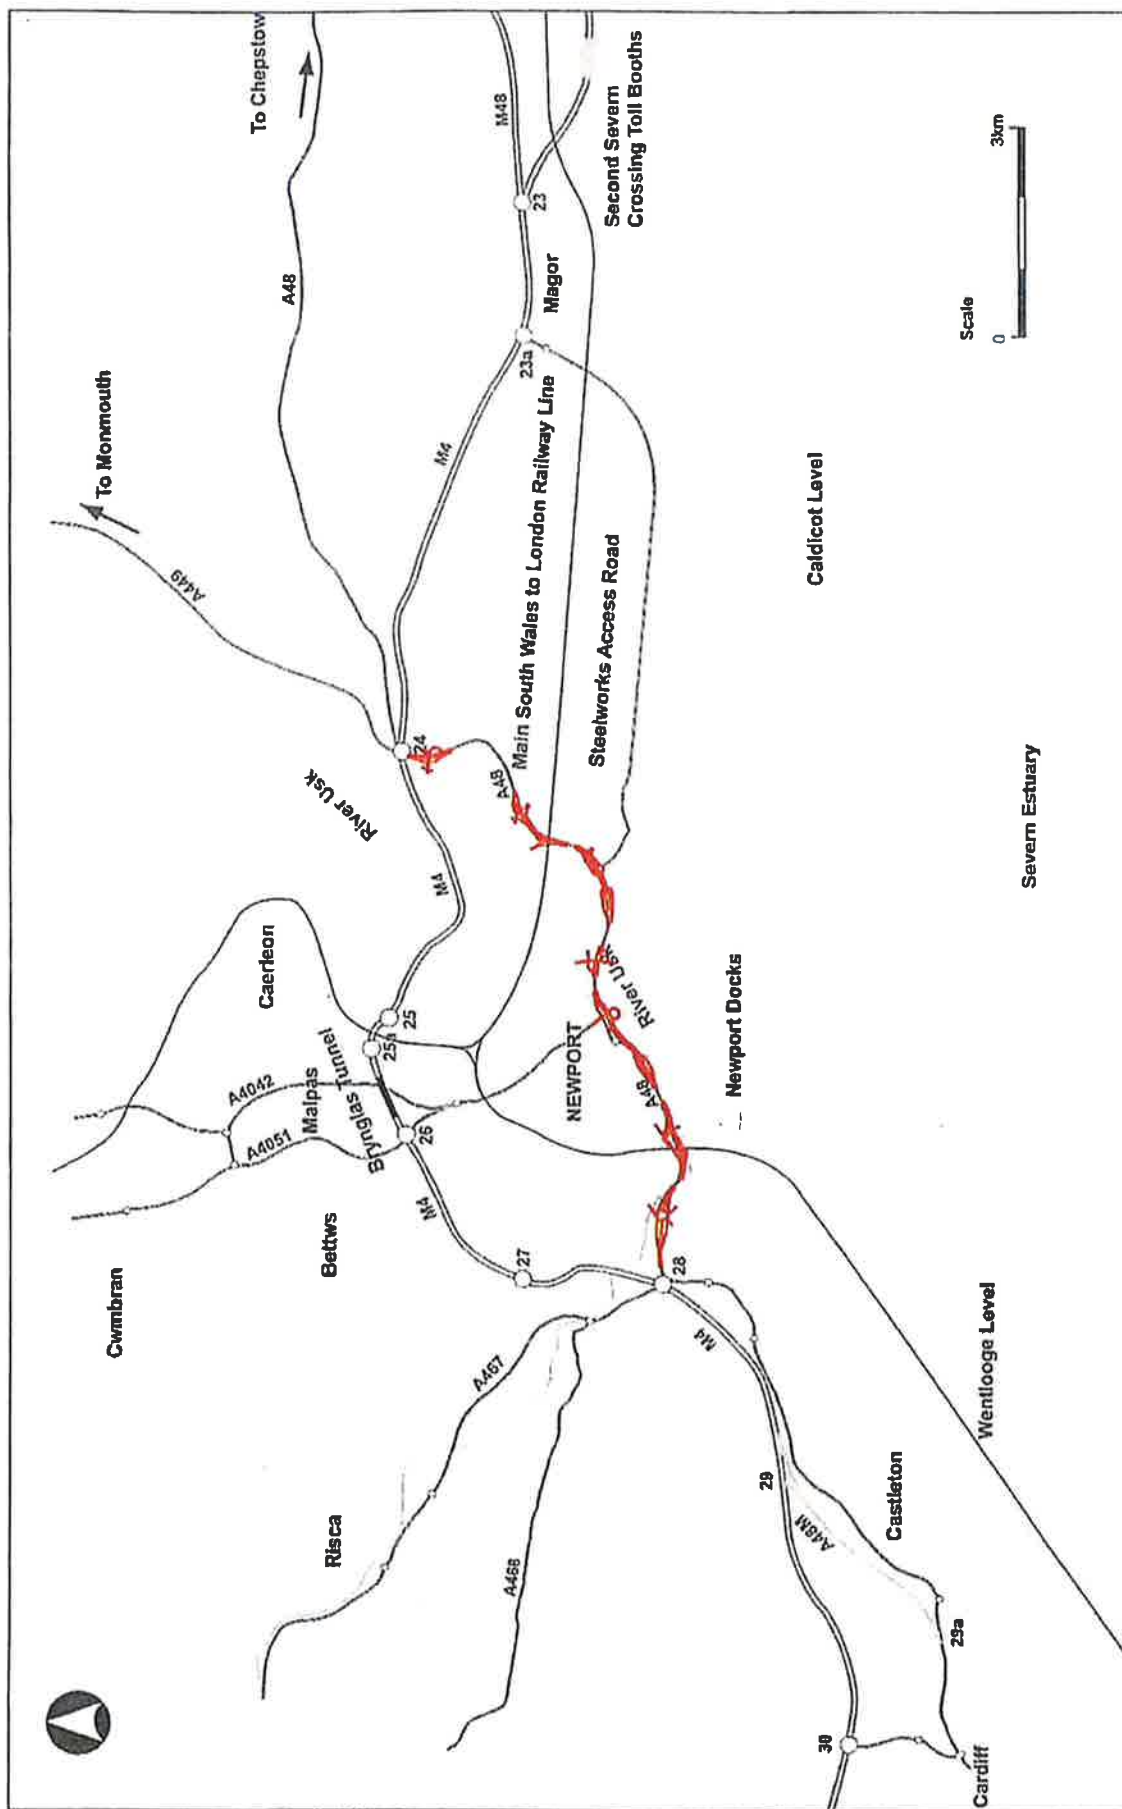 To Chepstow
To Monmouth
A48
M48
A449
23
Second Severn
Crossing Toll Booths
Magor
23a
M4
Main South Wales to London Railway Line
Steelworks Access Road
Caldicot Level
Scale
0
3km
24
A48
River Usk
M4
Caerleon
25
25a
Brynglas Tunnel
Malpas
A4042
A4051
26
Cwmbran
Bettws
M4
27
NEWPORT
River Usk
Newport Docks
A48
Severn Estuary
28
M4
A467
Risca
A468
29
A48M
Castleton
Wentlooge Level
29a
30
Cardiff